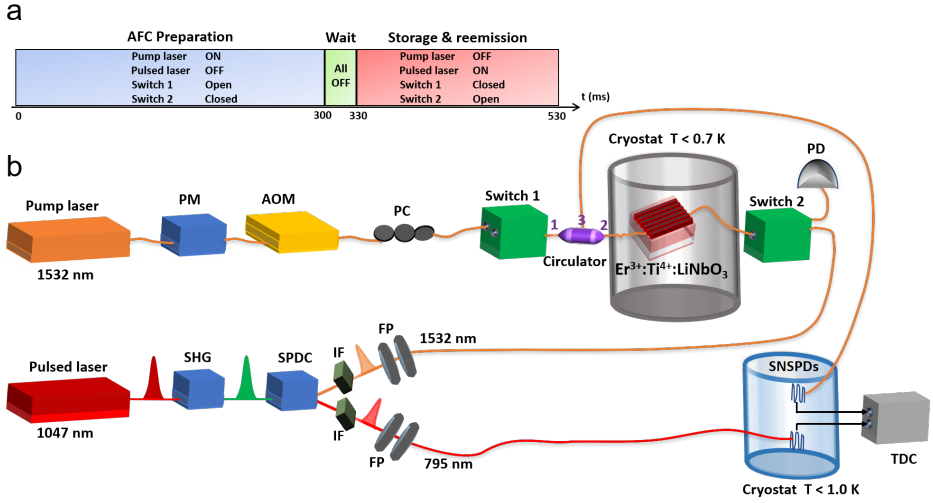 a
AFC Preparation
Wait
Storage & reemission
Pump laser ON
Pulsed laser OFF
Switch 1 Open
Switch 2 Closed
All
OFF
Pump laser OFF
Pulsed laser ON
Switch 1 Closed
Switch 2 Open
t (ms)
0
300
330
530
b
Cryostat T < 0.7 K
PD
Pump laser
PM
AOM
PC
Switch 1
1
3
2
Switch 2
Circulator
Er³⁺:Ti⁴⁺:LiNbO₃
1532 nm
Pulsed laser
SHG
SPDC
IF
FP
1532 nm
SNSPDs
1047 nm
IF
FP
795 nm
TDC
Cryostat T < 1.0 K